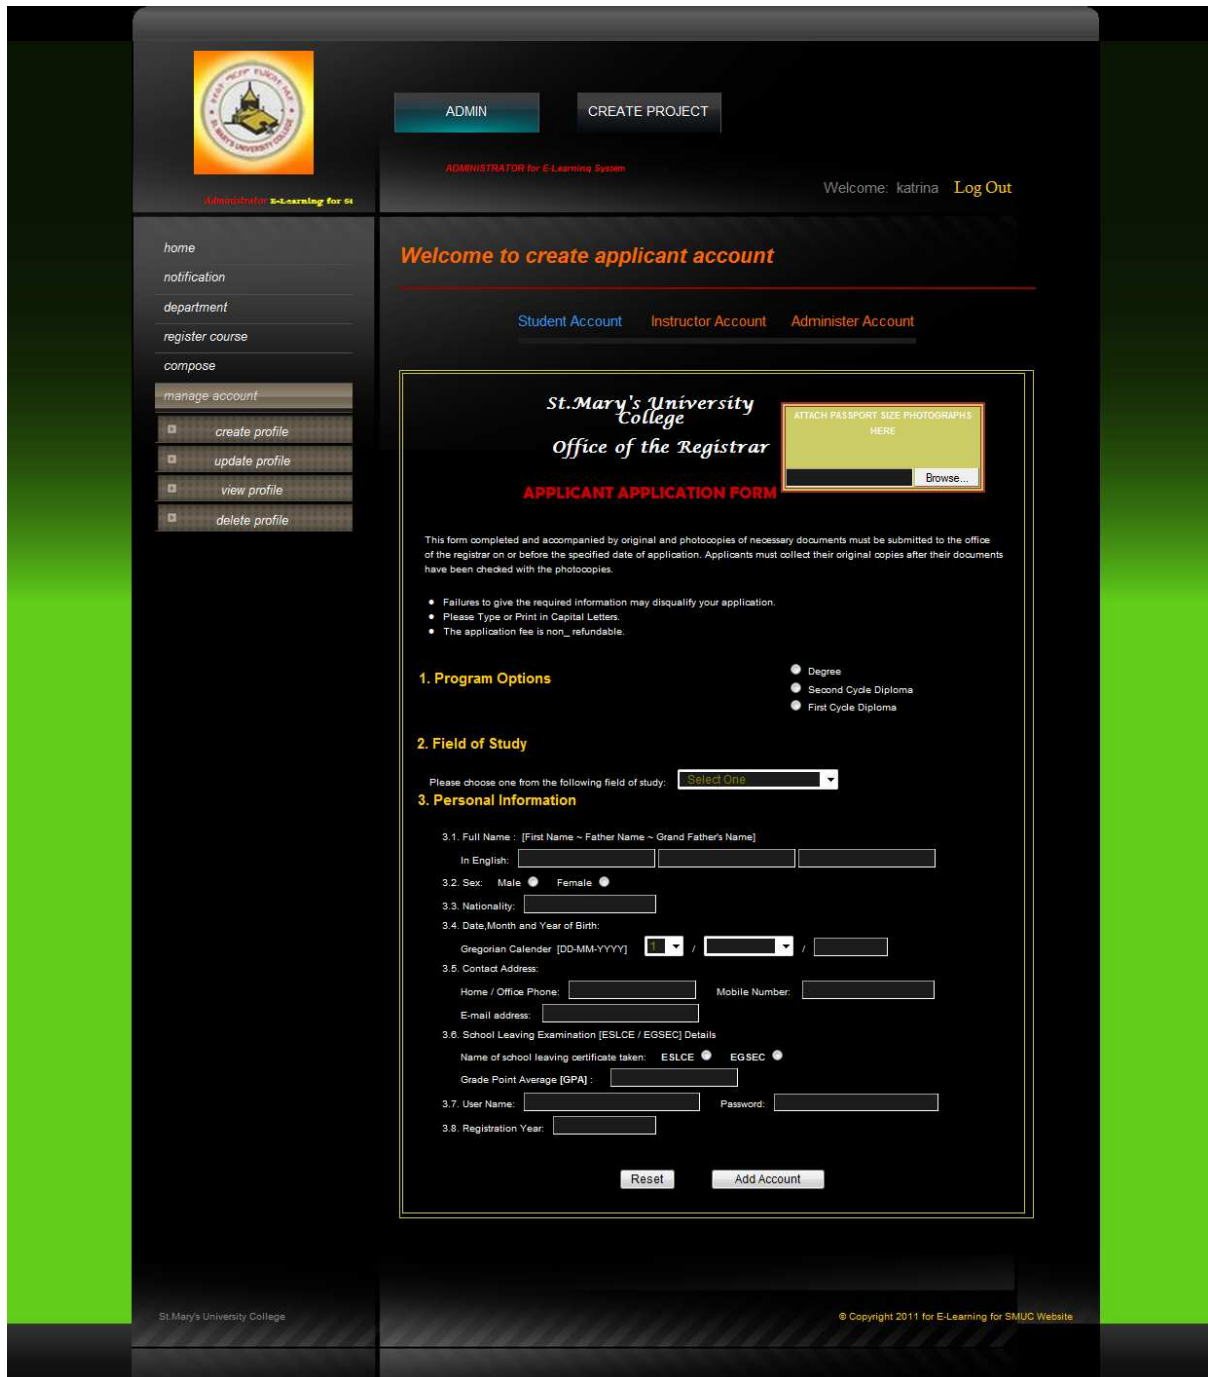 ST. MARY'S UNIVERSITY COLLEGE
ADMIN
CREATE PROJECT
ADMINISTRATOR for E-Learning System
Welcome: katrina Log Out
Administrator E-Learning for St
home
notification
department
register course
compose
manage account
create profile
update profile
view profile
delete profile
Welcome to create applicant account
Student Account Instructor Account Administer Account
St.Mary's University
College
Office of the Registrar
ATTACH PASSPORT SIZE PHOTOGRAPHS
HERE
Browse...
APPLICANT APPLICATION FORM
This form completed and accompanied by original and photocopies of necessary documents must be submitted to the office
of the registrar on or before the specified date of application. Applicants must collect their original copies after their documents
have been checked with the photocopies.
• Failures to give the required information may disqualify your application.
• Please Type or Print in Capital Letters.
• The application fee is non_ refundable.
1. Program Options
Degree
Second Cycle Diploma
First Cycle Diploma
2. Field of Study
Please choose one from the following field of study: Select One
3. Personal Information
3.1. Full Name : [First Name ~ Father Name ~ Grand Father's Name]
In English:
3.2. Sex: Male Female
3.3. Nationality:
3.4. Date,Month and Year of Birth:
Gregorian Calender [DD-MM-YYYY] 1 / /
3.5. Contact Address:
Home / Office Phone: Mobile Number:
E-mail address:
3.6. School Leaving Examination [ESLCE / EGSEC] Details
Name of school leaving certificate taken: ESLCE EGSEC
Grade Point Average [GPA] :
3.7. User Name: Password:
3.8. Registration Year:
Reset Add Account
St.Mary's University College
© Copyright 2011 for E-Learning for SMUC Website